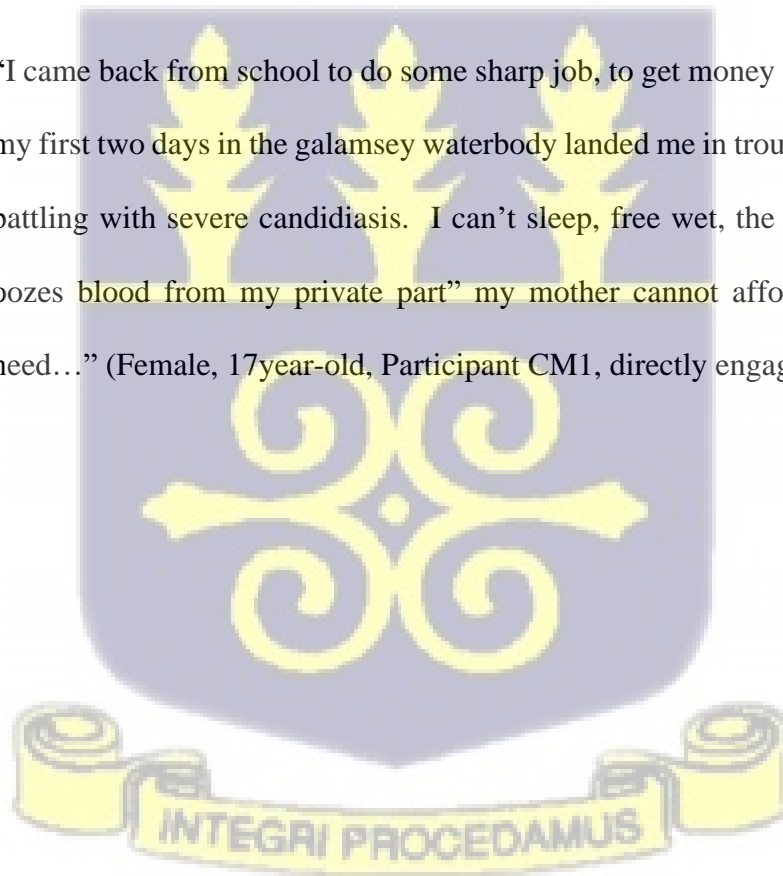 “I came back from school to do some sharp job, to get money
my first two days in the galamsey waterbody landed me in trou
battling with severe candidiasis. I can’t sleep, free wet, the
oozes blood from my private part” my mother cannot affo
need…” (Female, 17year-old, Participant CM1, directly engag
INTEGRI PROCEDAMUS